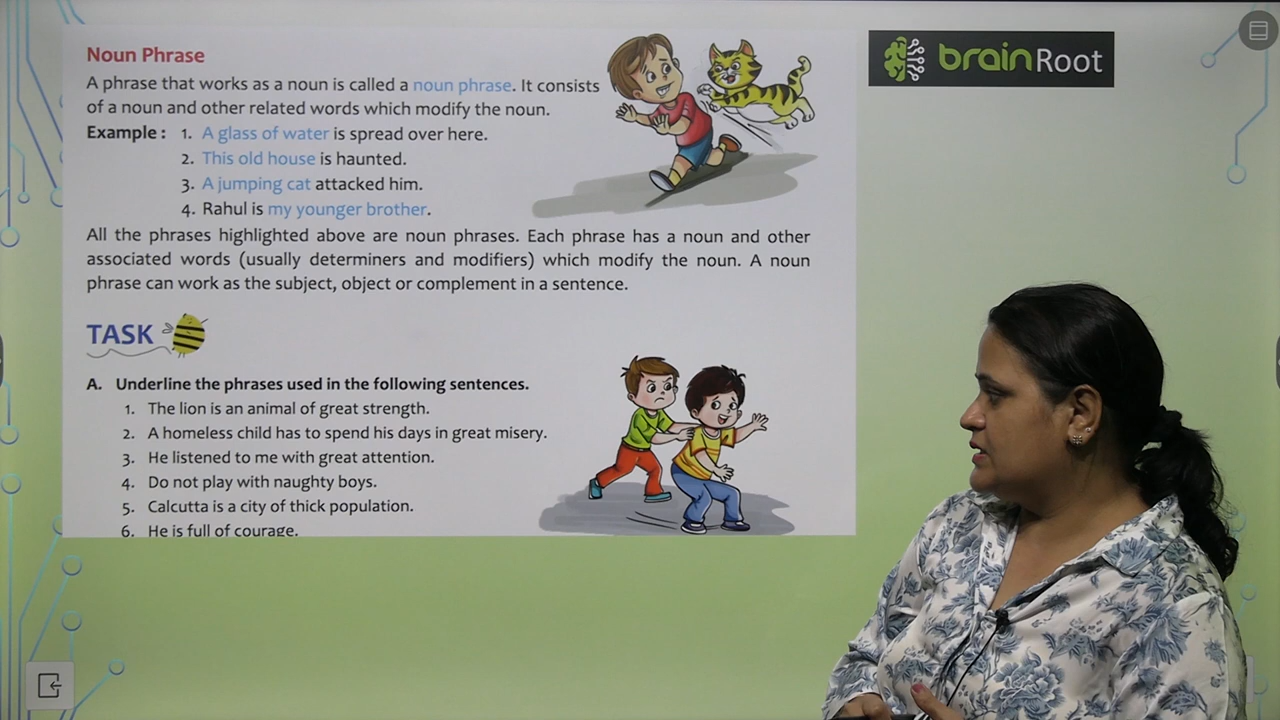 Noun Phrase
A phrase that works as a noun is called a noun phrase. It consists
of a noun and other related words which modify the noun.
Example : 1. A glass of water is spread over here.
2. This old house is haunted.
3. A jumping cat attacked him.
4. Rahul is my younger brother.
All the phrases highlighted above are noun phrases. Each phrase has a noun and other
associated words (usually determiners and modifiers) which modify the noun. A noun
phrase can work as the subject, object or complement in a sentence.
TASK
A. Underline the phrases used in the following sentences.
1. The lion is an animal of great strength.
2. A homeless child has to spend his days in great misery.
3. He listened to me with great attention.
4. Do not play with naughty boys.
5. Calcutta is a city of thick population.
6. He is full of courage.
brainRoot